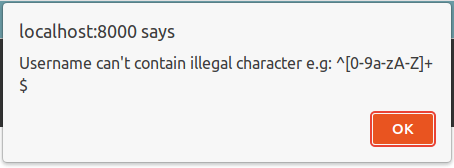 localhost:8000 says
Username can't contain illegal character e.g: ^[0-9a-zA-Z]+
$
OK